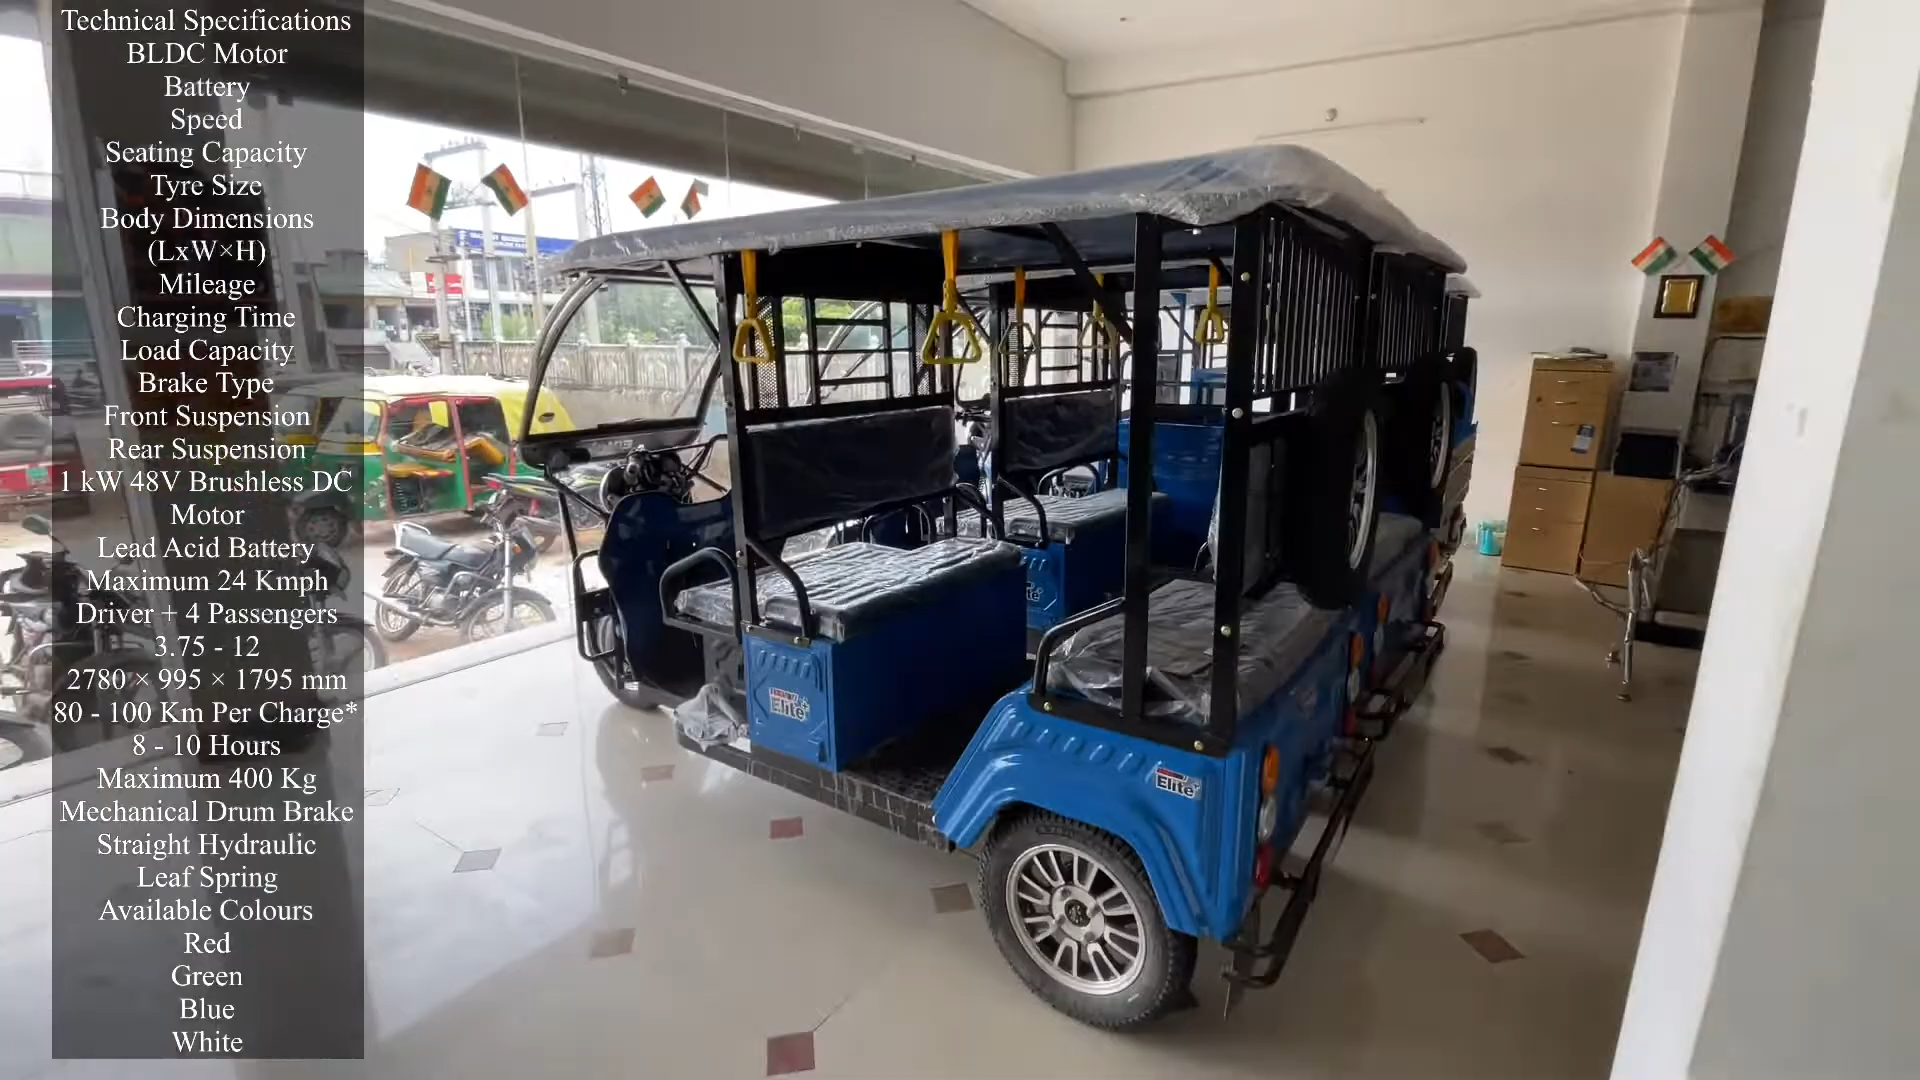 Technical Specifications
BLDC Motor
Battery
Speed
Seating Capacity
Tyre Size
Body Dimensions
(LxW×H)
Mileage
Charging Time
Load Capacity
Brake Type
Front Suspension
Rear Suspension
1 kW 48V Brushless DC
Motor
Lead Acid Battery
Maximum 24 Kmph
Driver + 4 Passengers
3.75 - 12
2780 × 995 × 1795 mm
80 - 100 Km Per Charge*
8 - 10 Hours
Maximum 400 Kg
Mechanical Drum Brake
Straight Hydraulic
Leaf Spring
Available Colours
Red
Green
Blue
White
Elite+
Elite+